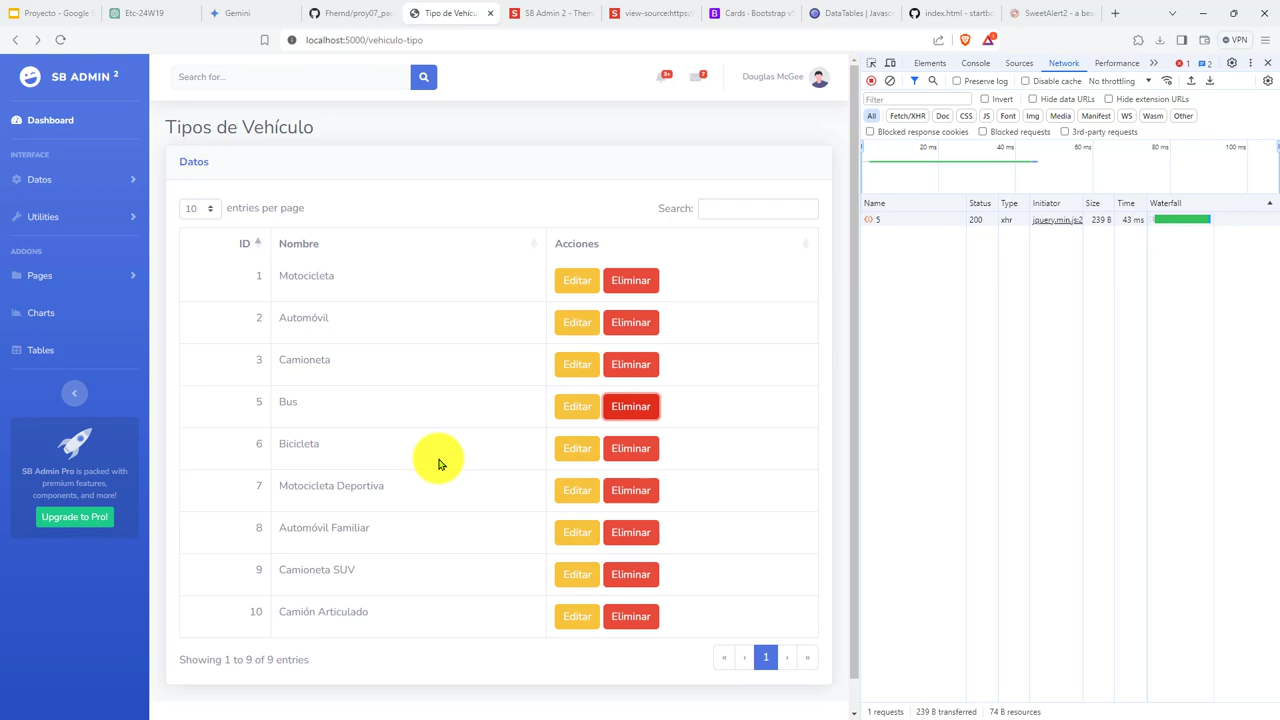 Proyecto - Google S
Etc-24W19
Gemini
Fhernd/proy07_pa
Tipo de Vehícu
SB Admin 2 - Them
view-source:https:/
Cards · Bootstrap v5
DataTables | Javasc
index.html - startbo
SweetAlert2 - a bea
localhost:5000/vehiculo-tipo
VPN
SB ADMIN 2
Search for...
3+
7
Douglas McGee
Dashboard
INTERFACE
Datos
Utilities
ADDONS
Pages
Charts
Tables
SB Admin Pro is packed with
premium features,
components, and more!
Upgrade to Pro!
Tipos de Vehículo
Datos
10 entries per page
Search:
ID Nombre Acciones
1 Motocicleta Editar Eliminar
2 Automóvil Editar Eliminar
3 Camioneta Editar Eliminar
5 Bus Editar Eliminar
6 Bicicleta Editar Eliminar
7 Motocicleta Deportiva Editar Eliminar
8 Automóvil Familiar Editar Eliminar
9 Camioneta SUV Editar Eliminar
10 Camión Articulado Editar Eliminar
Showing 1 to 9 of 9 entries
« ‹ 1 › »
Elements Console Sources Network Performance » 1 2
Preserve log Disable cache No throttling
Filter Invert Hide data URLs Hide extension URLs
All Fetch/XHR Doc CSS JS Font Img Media Manifest WS Wasm Other
Blocked response cookies Blocked requests 3rd-party requests
20 ms 40 ms 60 ms 80 ms 100 ms
Name Status Type Initiator Size Time Waterfall
5 200 xhr jquery.min.js:2 239 B 43 ms
1 requests 239 B transferred 74 B resources